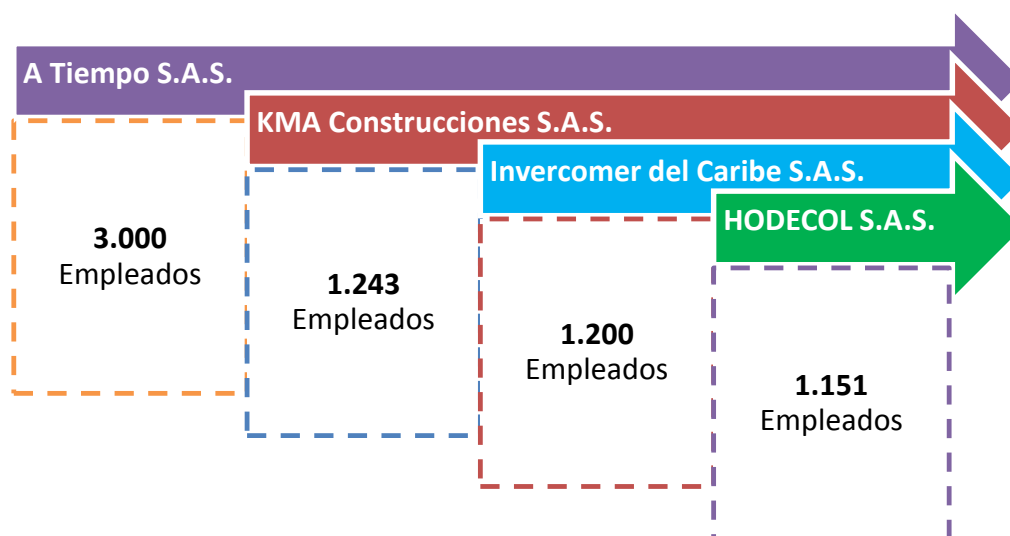 A Tiempo S.A.S.
KMA Construcciones S.A.S.
Invercomer del Caribe S.A.S.
HODECOL S.A.S.
3.000
Empleados
1.243
Empleados
1.200
Empleados
1.151
Empleados